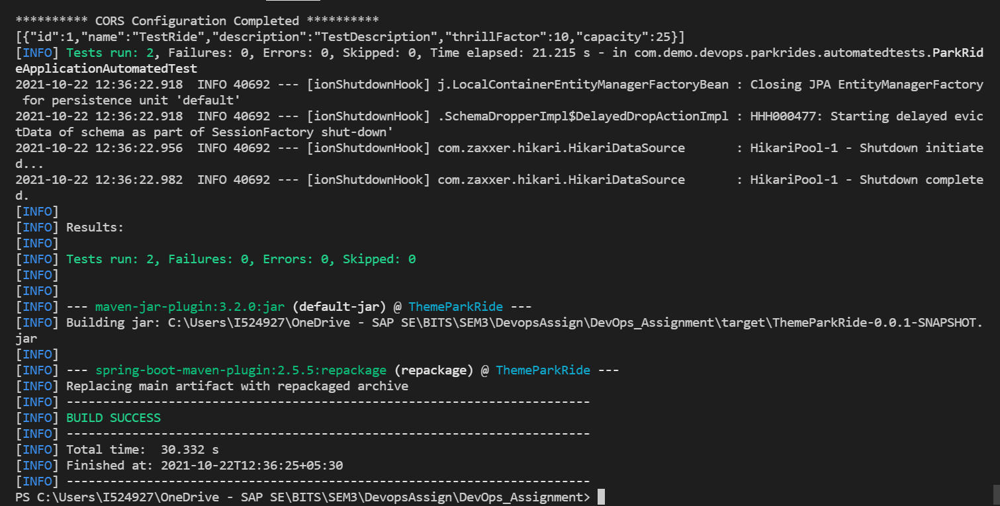 ********** CORS Configuration Completed **********
[{"id":1,"name":"TestRide","description":"TestDescription","thrillFactor":10,"capacity":25}]
[INFO] Tests run: 2, Failures: 0, Errors: 0, Skipped: 0, Time elapsed: 21.215 s - in com.demo.devops.parkrides.automatedtests.ParkRid
eApplicationAutomatedTest
2021-10-22 12:36:22.918  INFO 40692 --- [ionShutdownHook] j.LocalContainerEntityManagerFactoryBean : Closing JPA EntityManagerFactory
 for persistence unit 'default'
2021-10-22 12:36:22.918  INFO 40692 --- [ionShutdownHook] .SchemaDropperImpl$DelayedDropActionImpl : HHH000477: Starting delayed evic
tData of schema as part of SessionFactory shut-down'
2021-10-22 12:36:22.956  INFO 40692 --- [ionShutdownHook] com.zaxxer.hikari.HikariDataSource       : HikariPool-1 - Shutdown initiate
d...
2021-10-22 12:36:22.982  INFO 40692 --- [ionShutdownHook] com.zaxxer.hikari.HikariDataSource       : HikariPool-1 - Shutdown complete
d.
[INFO]
[INFO] Results:
[INFO]
[INFO] Tests run: 2, Failures: 0, Errors: 0, Skipped: 0
[INFO]
[INFO]
[INFO] --- maven-jar-plugin:3.2.0:jar (default-jar) @ ThemeParkRide ---
[INFO] Building jar: C:\Users\I524927\OneDrive - SAP SE\BITS\SEM3\DevopsAssign\DevOps_Assignment\target\ThemeParkRide-0.0.1-SNAPSHOT.
jar
[INFO]
[INFO] --- spring-boot-maven-plugin:2.5.5:repackage (repackage) @ ThemeParkRide ---
[INFO] Replacing main artifact with repackaged archive
[INFO] ------------------------------------------------------------------------
[INFO] BUILD SUCCESS
[INFO] ------------------------------------------------------------------------
[INFO] Total time:  30.332 s
[INFO] Finished at: 2021-10-22T12:36:25+05:30
[INFO] ------------------------------------------------------------------------
PS C:\Users\I524927\OneDrive - SAP SE\BITS\SEM3\DevopsAssign\DevOps_Assignment>